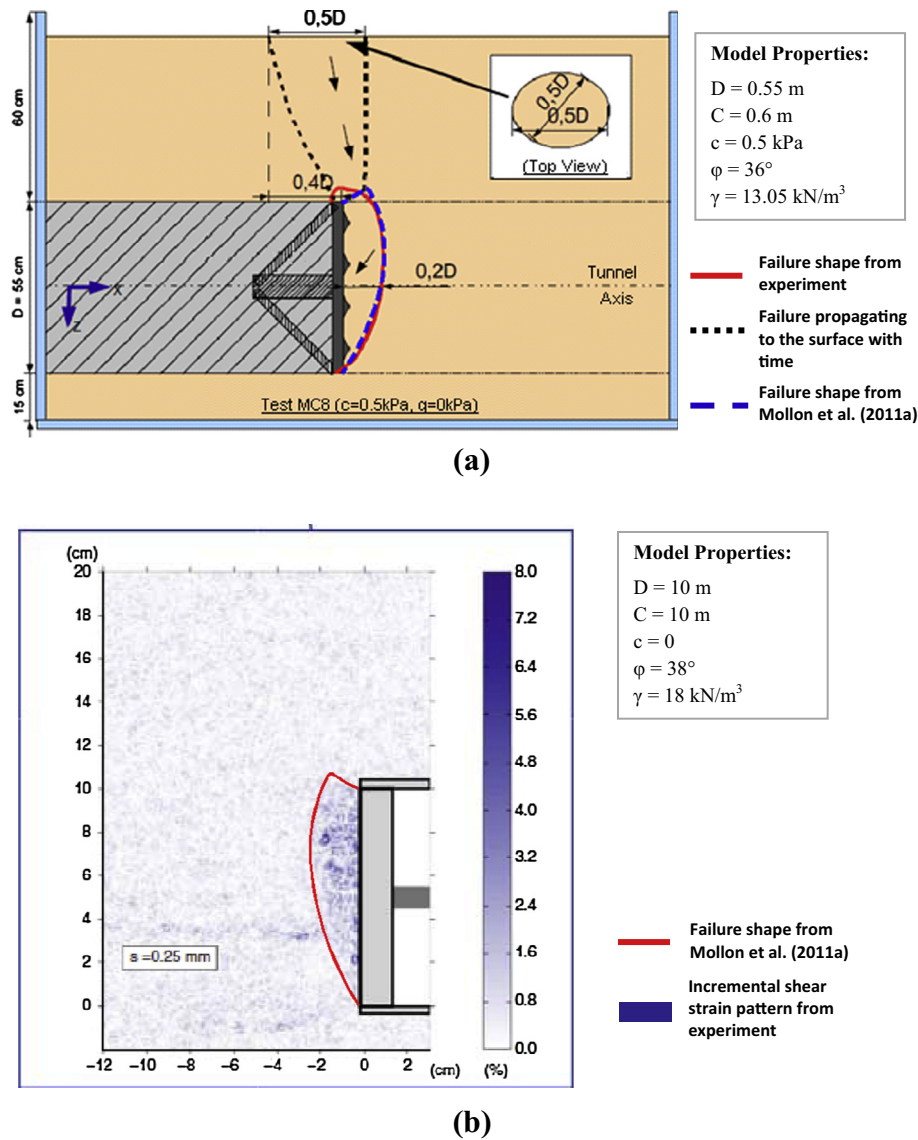 0,5D
60 cm
0,5D
0,5D
(Top View)
0,4D
D = 55 cm
0,2D
Tunnel
Axis
x
z
15 cm
Test MC8 (c=0.5kPa, q=0kPa)
Model Properties:
D = 0.55 m
C = 0.6 m
c = 0.5 kPa
φ = 36°
γ = 13.05 kN/m³
Failure shape from
experiment
Failure propagating
to the surface with
time
Failure shape from
Mollon et al. (2011a)
(a)
(cm)
20
18
16
14
12
10
8
6
4
2
0
−12 −10 −8 −6 −4 −2 0 2
(cm)
s =0.25 mm
8.0
7.2
6.4
5.6
4.8
4.0
3.2
2.4
1.6
0.8
0.0
(%)
Model Properties:
D = 10 m
C = 10 m
c = 0
φ = 38°
γ = 18 kN/m³
Failure shape from
Mollon et al. (2011a)
Incremental shear
strain pattern from
experiment
(b)